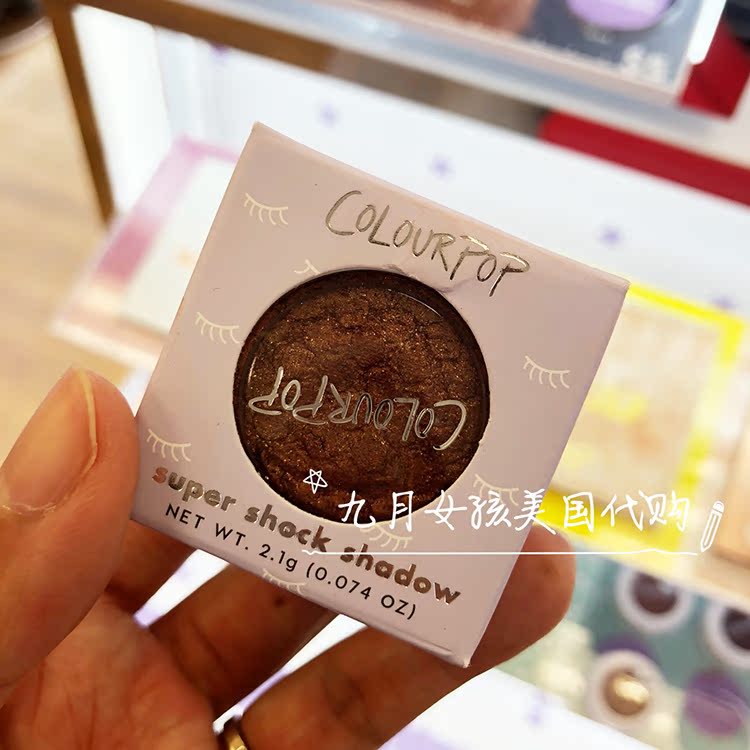 COLOURPOP
COLOURPOP
super shock shadow
NET WT. 2.1g (0.074 OZ)
九月女孩美国代购